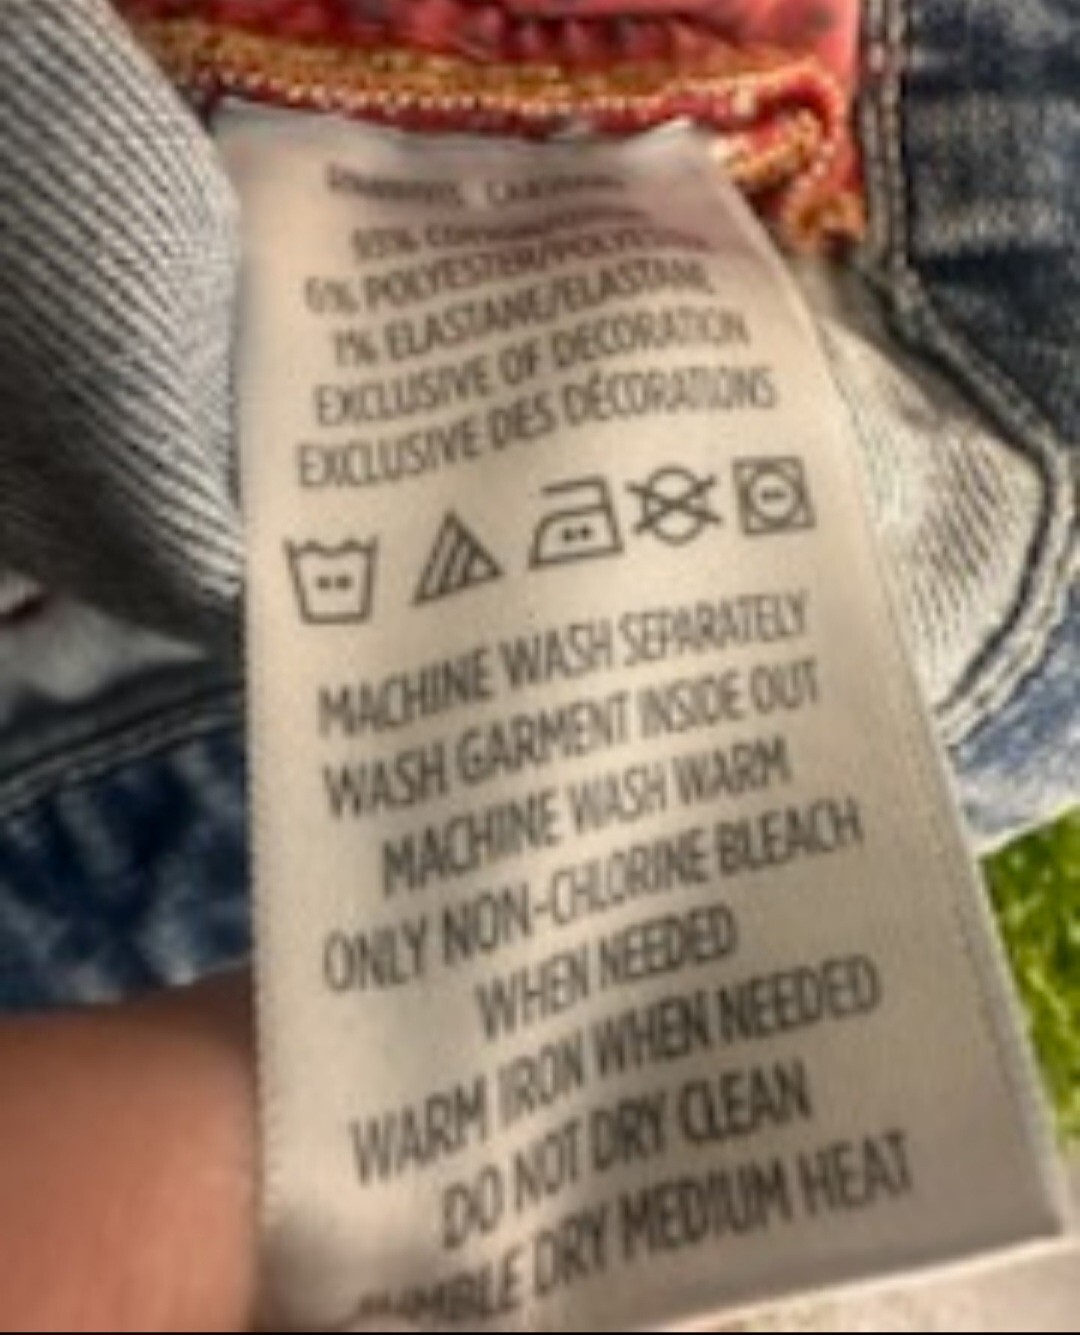 93% 
6% POLYESTER/POLYESTER
1% ELASTANE/ELASTANE
EXCLUSIVE OF DECORATION
EXCLUSIVE DES DÉCORATIONS
MACHINE WASH SEPARATELY
WASH GARMENT INSIDE OUT
MACHINE WASH WARM
ONLY NON-CHLORINE BLEACH
WHEN NEEDED
WARM IRON WHEN NEEDED
DO NOT DRY CLEAN
TUMBLE DRY MEDIUM HEAT